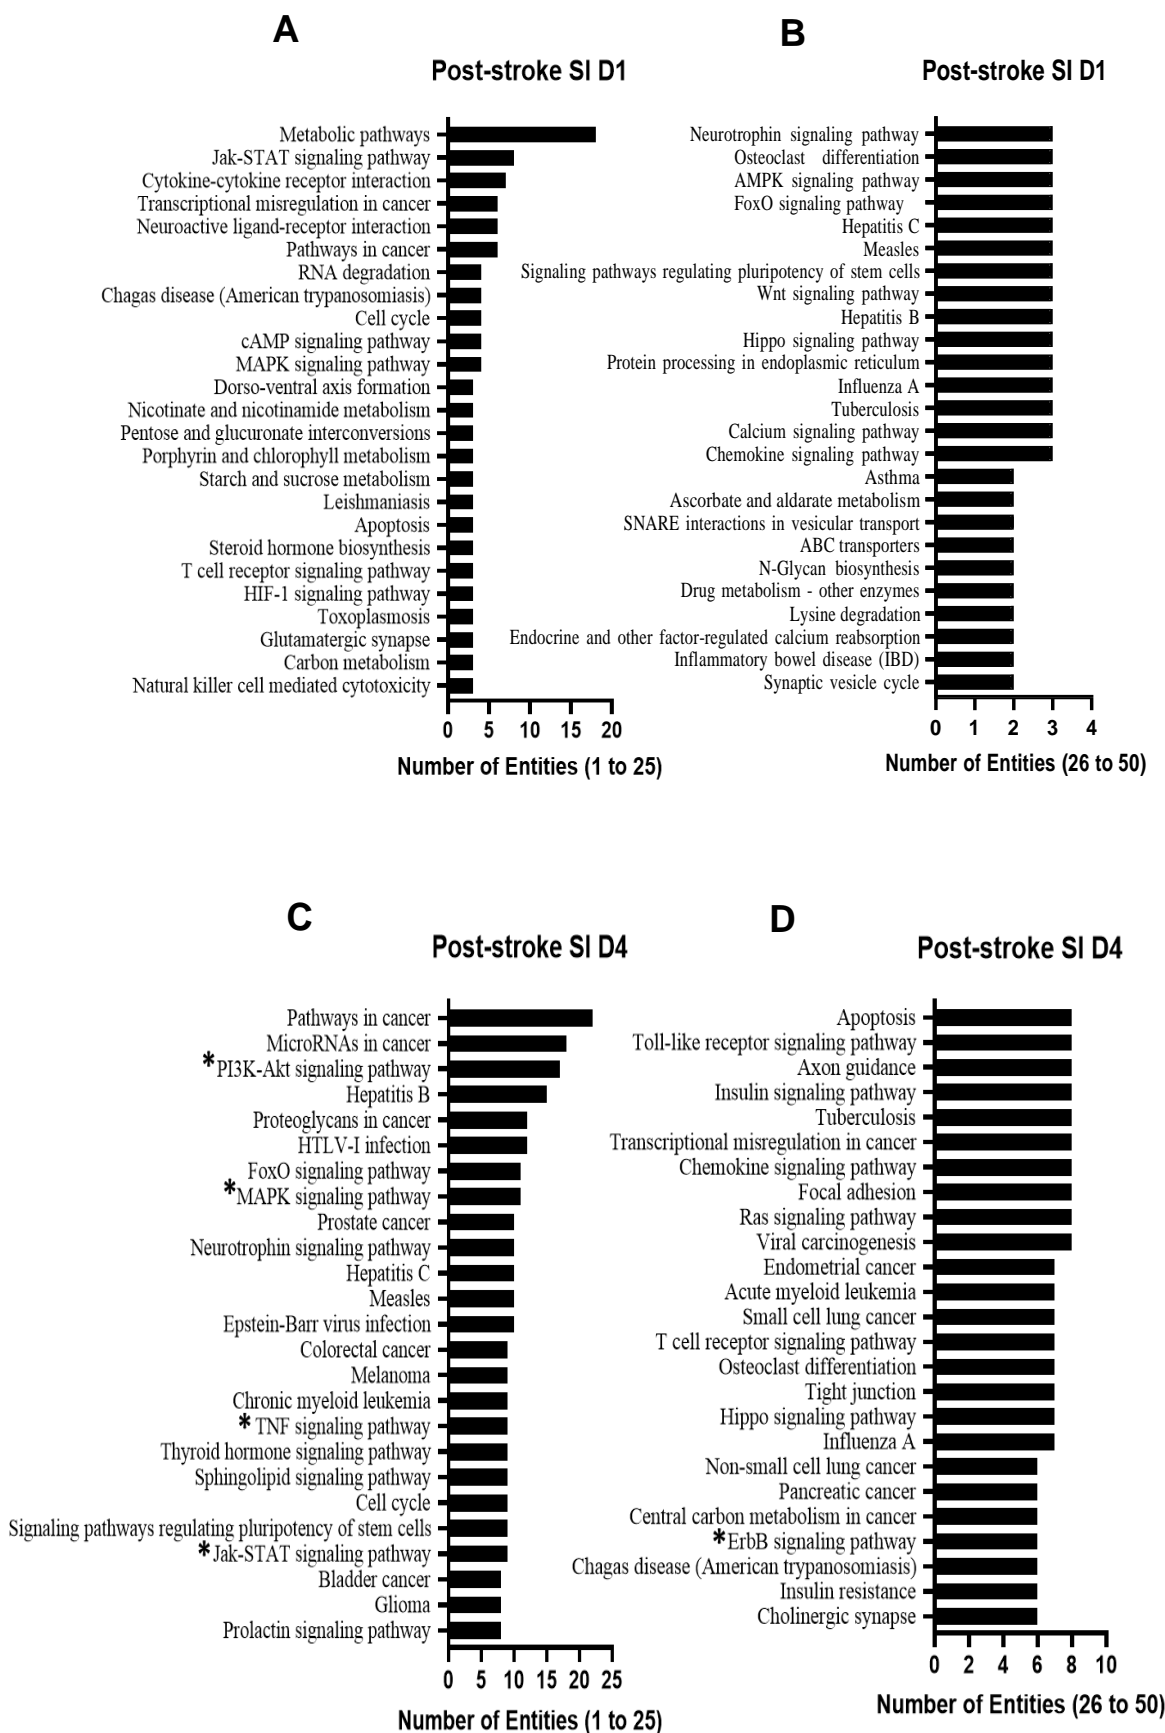 A
Post-stroke SI D1
Metabolic pathways
Jak-STAT signaling pathway
Cytokine-cytokine receptor interaction
Transcriptional misregulation in cancer
Neuroactive ligand-receptor interaction
Pathways in cancer
RNA degradation
Chagas disease (American trypanosomiasis)
Cell cycle
cAMP signaling pathway
MAPK signaling pathway
Dorso-ventral axis formation
Nicotinate and nicotinamide metabolism
Pentose and glucuronate interconversions
Porphyrin and chlorophyll metabolism
Starch and sucrose metabolism
Leishmaniasis
Apoptosis
Steroid hormone biosynthesis
T cell receptor signaling pathway
HIF-1 signaling pathway
Toxoplasmosis
Glutamatergic synapse
Carbon metabolism
Natural killer cell mediated cytotoxicity
0 5 10 15 20
Number of Entities (1 to 25)
B
Post-stroke SI D1
Neurotrophin signaling pathway
Osteoclast differentiation
AMPK signaling pathway
FoxO signaling pathway
Hepatitis C
Measles
Signaling pathways regulating pluripotency of stem cells
Wnt signaling pathway
Hepatitis B
Hippo signaling pathway
Protein processing in endoplasmic reticulum
Influenza A
Tuberculosis
Calcium signaling pathway
Chemokine signaling pathway
Asthma
Ascorbate and aldarate metabolism
SNARE interactions in vesicular transport
ABC transporters
N-Glycan biosynthesis
Drug metabolism - other enzymes
Lysine degradation
Endocrine and other factor-regulated calcium reabsorption
Inflammatory bowel disease (IBD)
Synaptic vesicle cycle
0 1 2 3 4
Number of Entities (26 to 50)
C
Post-stroke SI D4
Pathways in cancer
MicroRNAs in cancer
*PI3K-Akt signaling pathway
Hepatitis B
Proteoglycans in cancer
HTLV-I infection
FoxO signaling pathway
*MAPK signaling pathway
Prostate cancer
Neurotrophin signaling pathway
Hepatitis C
Measles
Epstein-Barr virus infection
Colorectal cancer
Melanoma
Chronic myeloid leukemia
*TNF signaling pathway
Thyroid hormone signaling pathway
Sphingolipid signaling pathway
Cell cycle
Signaling pathways regulating pluripotency of stem cells
*Jak-STAT signaling pathway
Bladder cancer
Glioma
Prolactin signaling pathway
0 5 10 15 20 25
Number of Entities (1 to 25)
D
Post-stroke SI D4
Apoptosis
Toll-like receptor signaling pathway
Axon guidance
Insulin signaling pathway
Tuberculosis
Transcriptional misregulation in cancer
Chemokine signaling pathway
Focal adhesion
Ras signaling pathway
Viral carcinogenesis
Endometrial cancer
Acute myeloid leukemia
Small cell lung cancer
T cell receptor signaling pathway
Osteoclast differentiation
Tight junction
Hippo signaling pathway
Influenza A
Non-small cell lung cancer
Pancreatic cancer
Central carbon metabolism in cancer
*ErbB signaling pathway
Chagas disease (American trypanosomiasis)
Insulin resistance
Cholinergic synapse
0 2 4 6 8 10
Number of Entities (26 to 50)